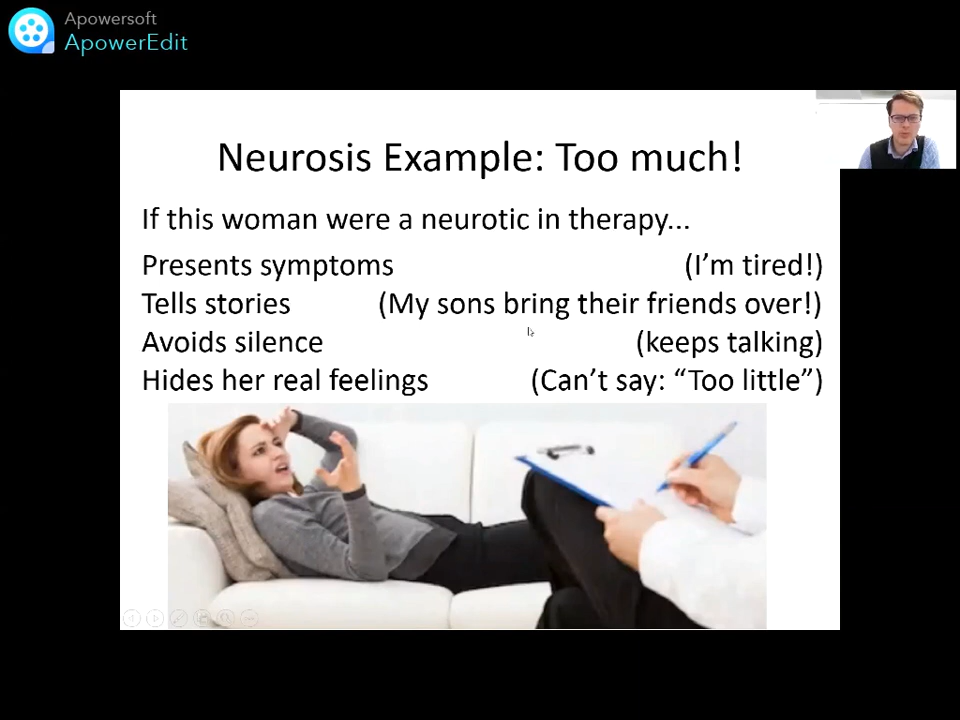 Apowersoft
ApowerEdit
Neurosis Example: Too much!
If this woman were a neurotic in therapy...
Presents symptoms (I'm tired!)
Tells stories (My sons bring their friends over!)
Avoids silence (keeps talking)
Hides her real feelings (Can't say: “Too little”)